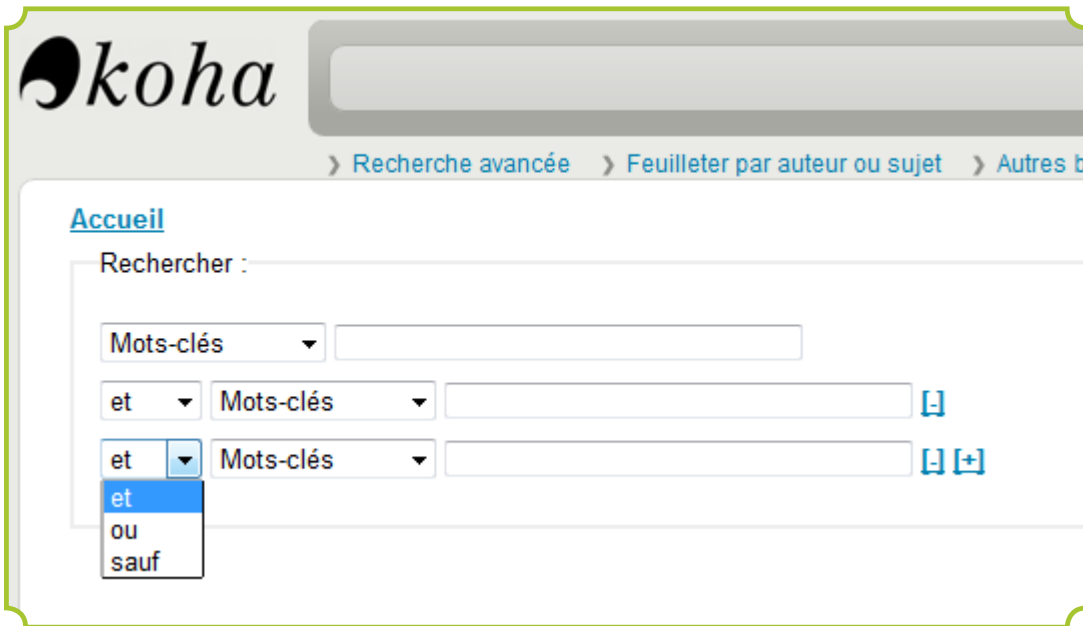 koha
Recherche avancée Feuilleter par auteur ou sujet Autres
Accueil
Rechercher :
Mots-clés
et Mots-clés [-]
et Mots-clés [-] [+]
et
ou
sauf